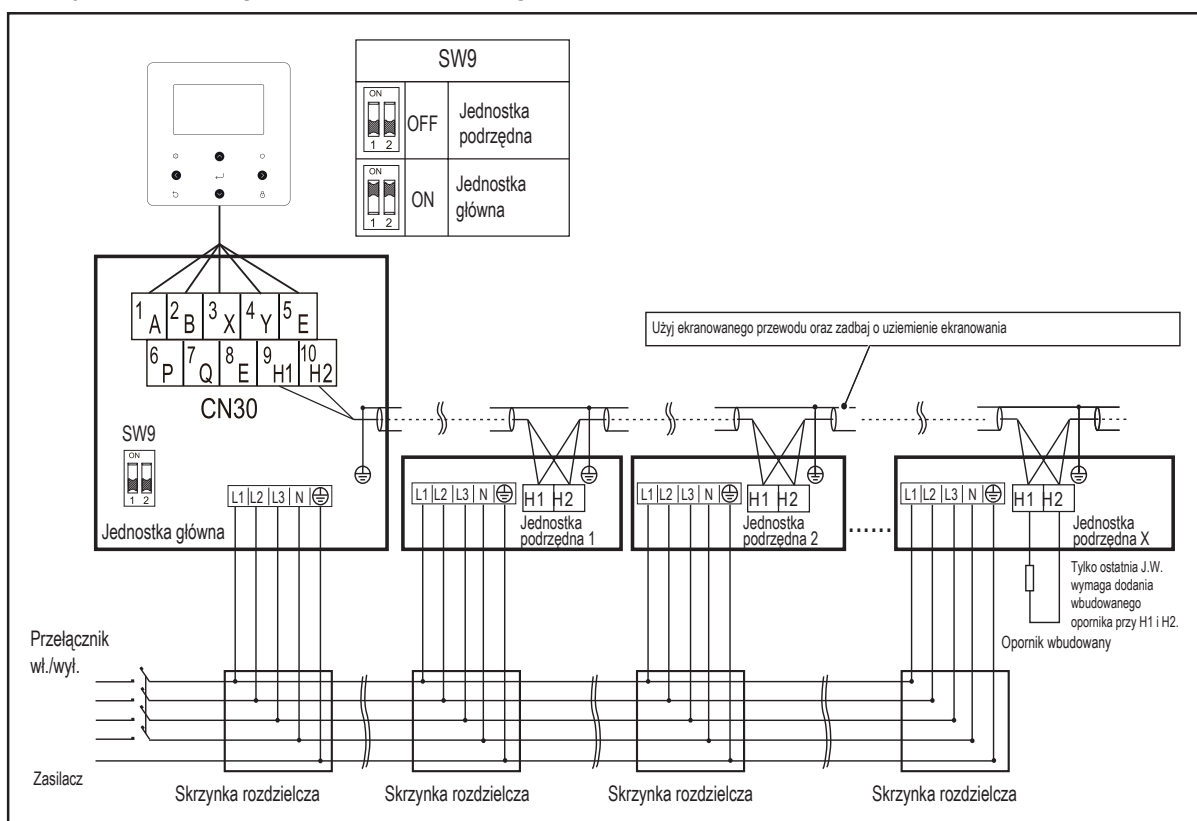 SW9
ON
1 2
OFF
Jednostka
podrzędna
ON
1 2
ON
Jednostka
główna
1 A 2 B 3 X 4 Y 5 E
6 P 7 Q 8 E 9 H1 10 H2
CN30
Użyj ekranowanego przewodu oraz zadbaj o uziemienie ekranowania
SW9
ON
1 2
L1 L2 L3 N
Jednostka główna
L1 L2 L3 N
H1 H2
Jednostka
podrzędna 1
L1 L2 L3 N
H1 H2
Jednostka
podrzędna 2
......
L1 L2 L3 N
H1 H2
Jednostka
podrzędna X
Tylko ostatnia J.W.
wymaga dodania
wbudowanego
opornika przy H1 i H2.
Opornik wbudowany
Przełącznik
wł./wył.
Zasilacz
Skrzynka rozdzielcza
Skrzynka rozdzielcza
Skrzynka rozdzielcza
Skrzynka rozdzielcza